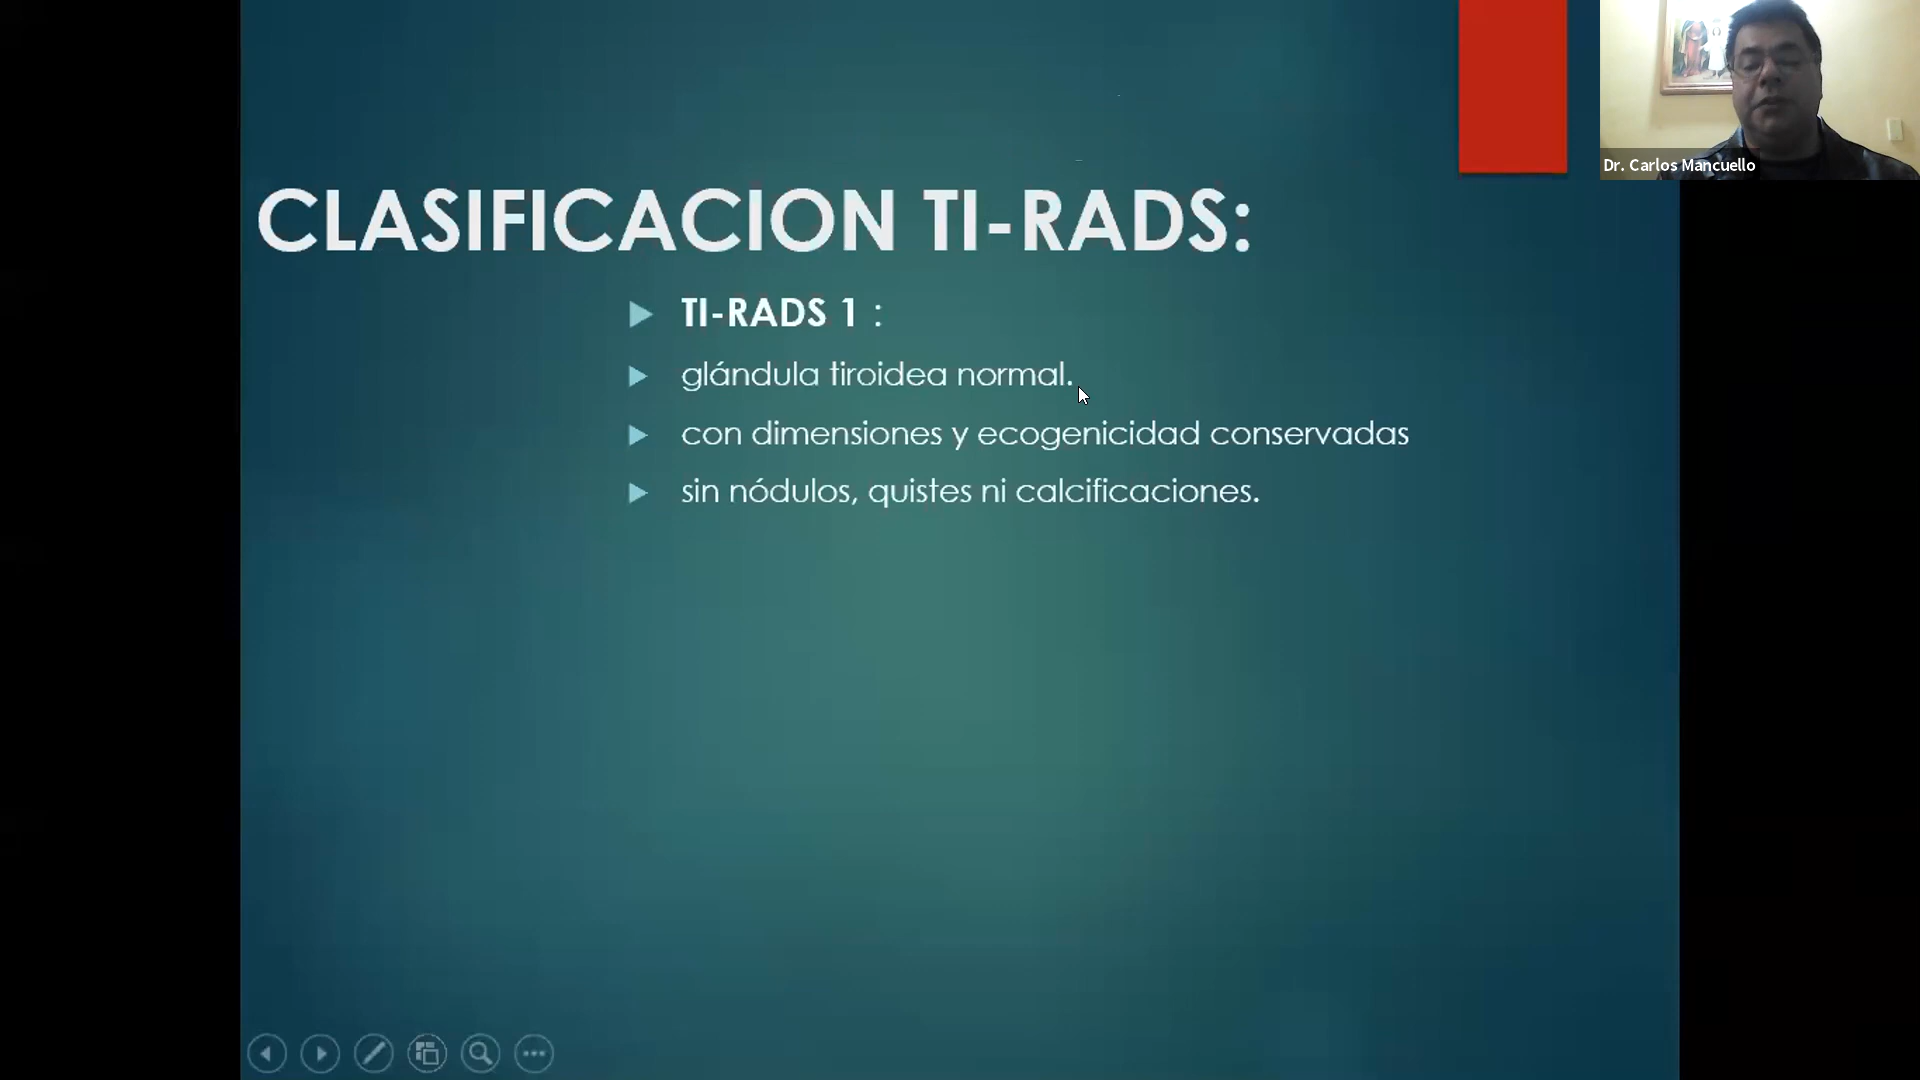 Dr. Carlos Mancuello
CLASIFICACION TI-RADS:
TI-RADS 1 :
glándula tiroidea normal.
con dimensiones y ecogenicidad conservadas
sin nódulos, quistes ni calcificaciones.